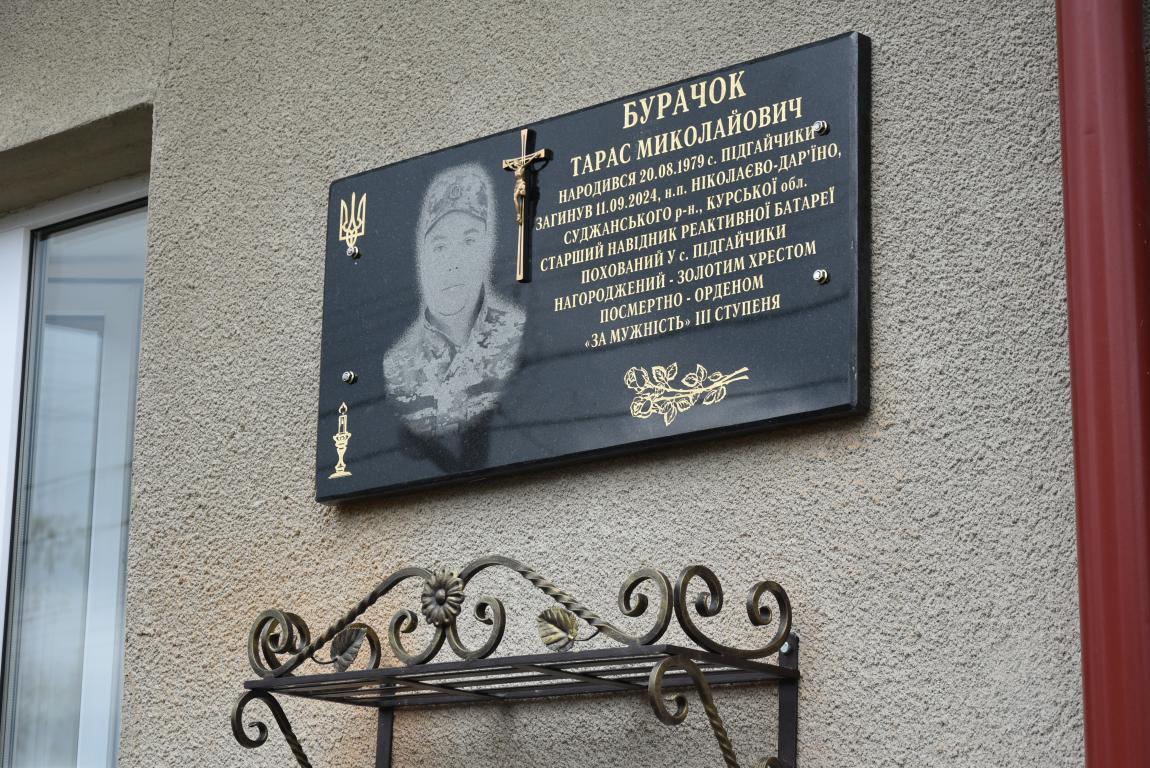 БУРАЧОК
ТАРАС МИКОЛАЙОВИЧ
НАРОДИВСЯ 20.08.1979 с. ПІДГАЙЧИКИ
ЗАГИНУВ 11.09.2024, н.п. НІКОЛАЄВО-ДАР'ЇНО,
СУДЖАНСЬКОГО р-н., КУРСЬКОЇ обл.
СТАРШИЙ НАВІДНИК РЕАКТИВНОЇ БАТАРЕЇ
ПОХОВАНИЙ У с. ПІДГАЙЧИКИ
НАГОРОДЖЕНИЙ - ЗОЛОТИМ ХРЕСТОМ
ПОСМЕРТНО - ОРДЕНОМ
«ЗА МУЖНІСТЬ» ІІІ СТУПЕНЯ